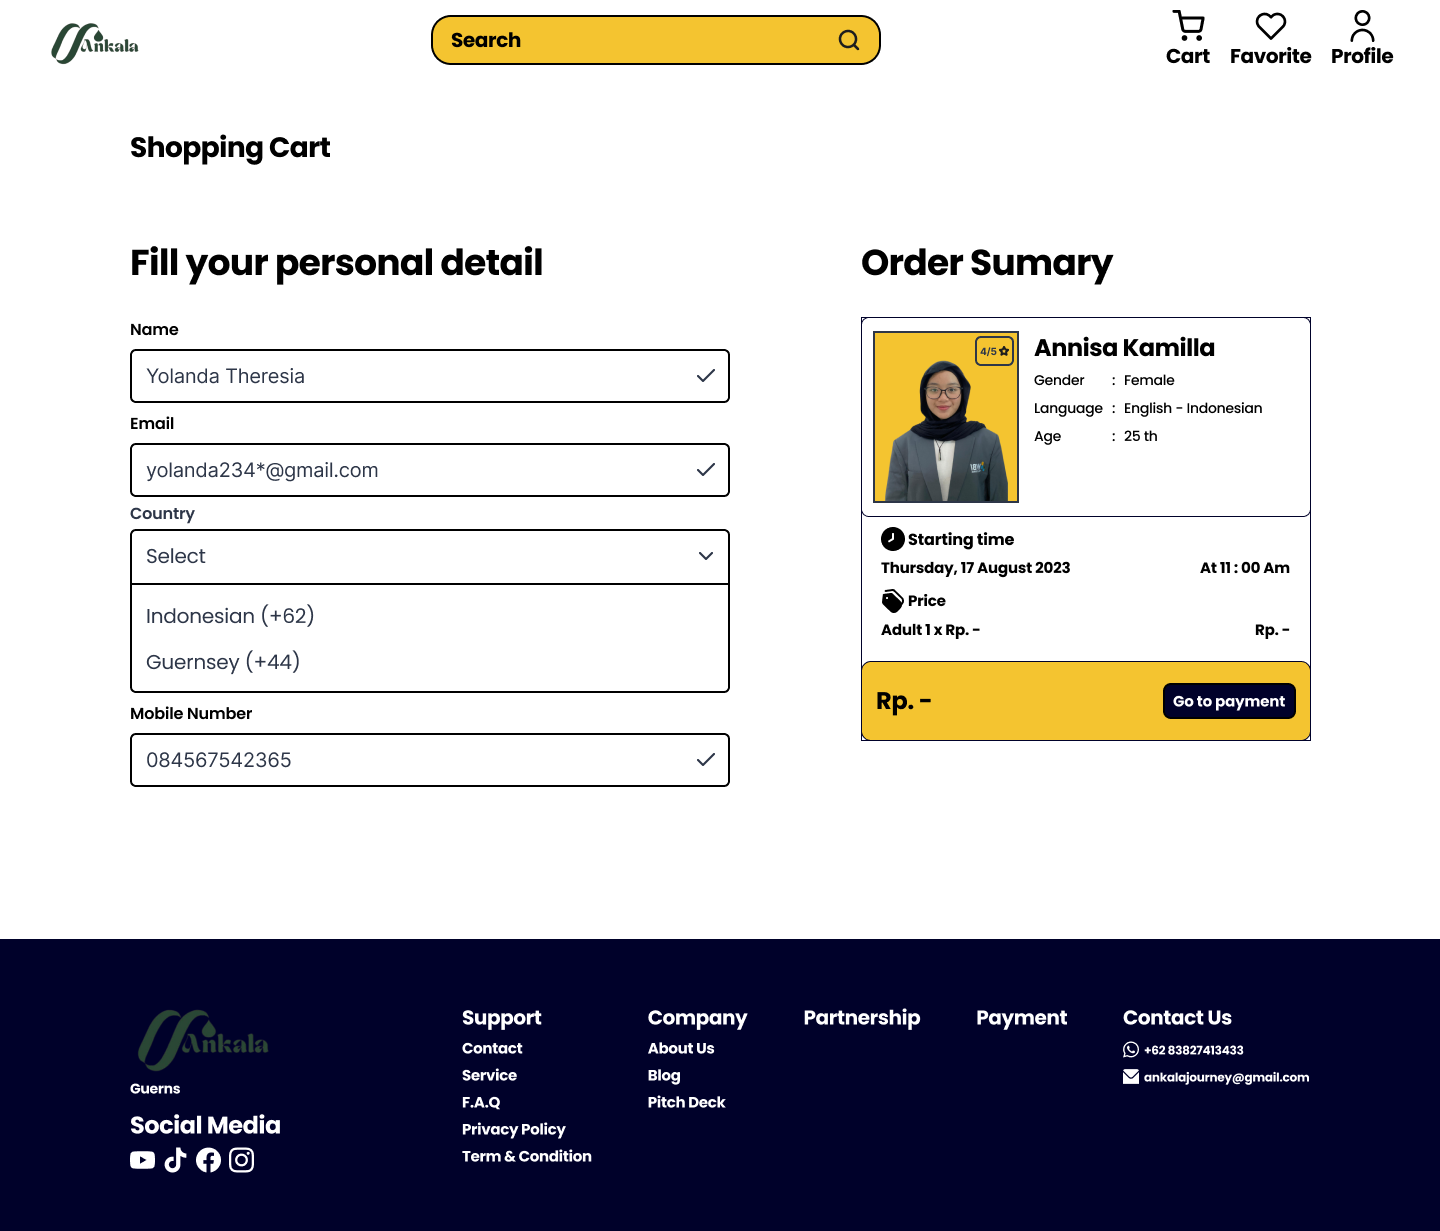 Ankala
Search
Cart
Favorite
Profile
Shopping Cart
Fill your personal detail
Name
Yolanda Theresia
Email
yolanda234*@gmail.com
Country
Select
Indonesian (+62)
Guernsey (+44)
Mobile Number
084567542365
Order Sumary
4/5
Annisa Kamilla
Gender : Female
Language : English - Indonesian
Age : 25 th
Starting time
Thursday, 17 August 2023 At 11 : 00 Am
Price
Adult 1 x Rp. - Rp. -
Rp. - Go to payment
Ankala
Guerns
Social Media
Support
Contact
Service
F.A.Q
Privacy Policy
Term & Condition
Company
About Us
Blog
Pitch Deck
Partnership
Payment
Contact Us
+62 83827413433
ankalajourney@gmail.com